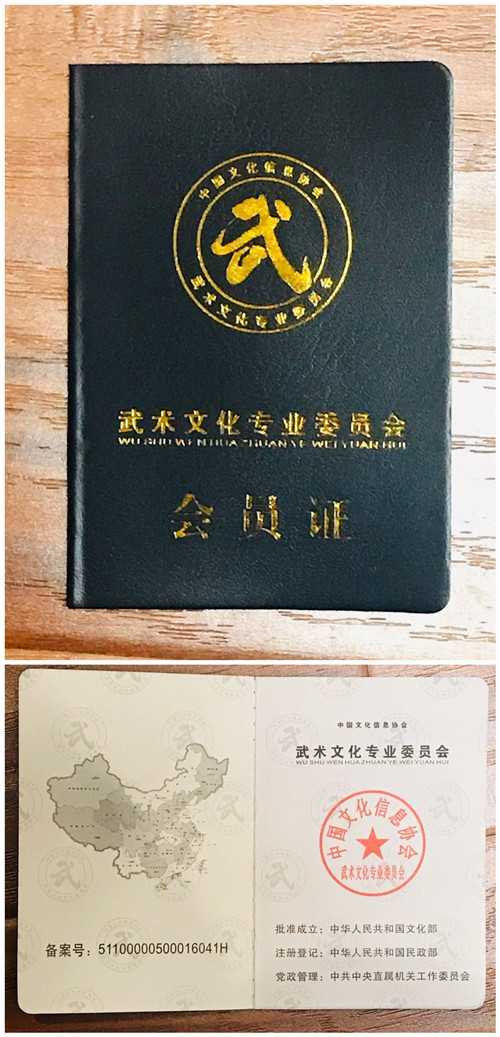 中国文化信息协会
武
武术文化专业委员会
武术文化专业委员会
WU SHU WEN HUA ZHUAN YE WEI YUAN HUI
会员证
备案号：51100000500016041H
中国文化信息协会
武术文化专业委员会
WU SHU WEN HUA ZHUAN YE WEI YUAN HUI
中国文化信息协会
武术文化专业委员会
批准成立：中华人民共和国文化部
注册登记：中华人民共和国民政部
党政管理：中共中央直属机关工作委员会